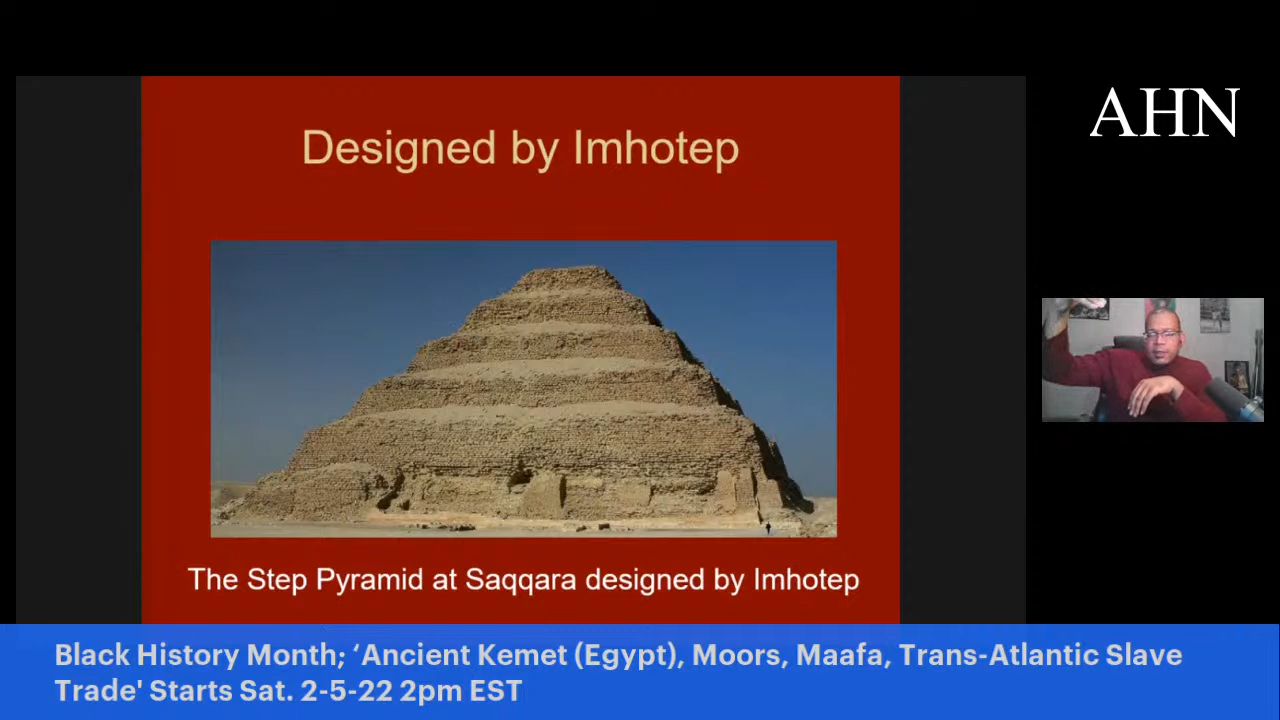 Designed by Imhotep
AHN
The Step Pyramid at Saqqara designed by Imhotep
Black History Month; ‘Ancient Kemet (Egypt), Moors, Maafa, Trans-Atlantic Slave
Trade' Starts Sat. 2-5-22 2pm EST